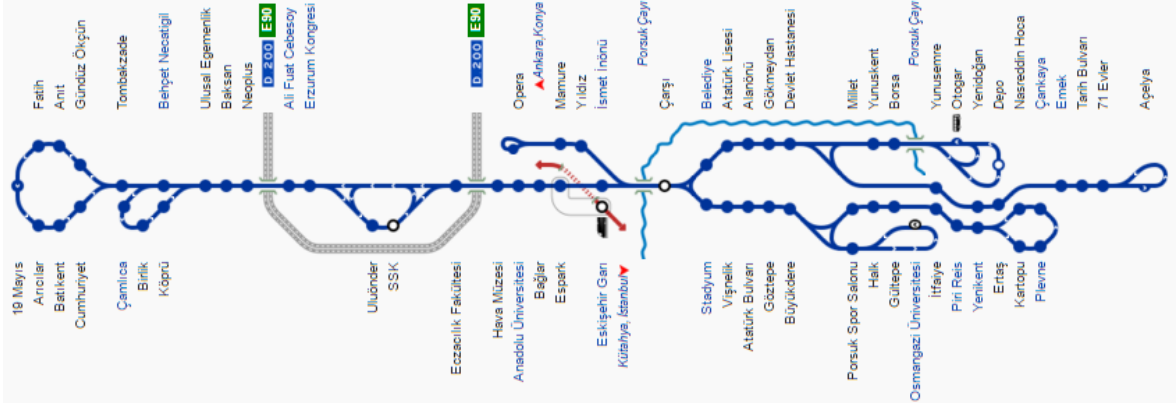 Fatih
Anıt
Gündüz Ökçün
Tombakzade
Behçet Necatigil
Ulusal Egemenlik
Baksan
Neoplus
D 200 E90
Ali Fuat Cebesoy
Erzurum Kongresi
D 200 E90
Opera
Ankara,Konya
Mamure
Yıldız
İsmet İnönü
Porsuk Çayı
Çarşı
Belediye
Atatürk Lisesi
Alanönü
Gökmeydan
Devlet Hastanesi
Millet
Yunuskent
Borsa
Porsuk Çayı
Yunusemre
Otogar
Yenidoğan
Depo
Nasreddin Hoca
Çankaya
Emek
Tarih Bulvarı
71 Evler
Açelya
19 Mayıs
Arıcılar
Batıkent
Cumhuriyet
Çamlıca
Birlik
Köprü
Uluönder
SSK
Eczacılık Fakültesi
Hava Müzesi
Anadolu Üniversitesi
Bağlar
Espark
Eskişehir Garı
Kütahya, İstanbul
Stadyum
Vişnelik
Atatürk Bulvarı
Göztepe
Büyükdere
Porsuk Spor Salonu
Halk
Gültepe
Osmangazi Üniversitesi
İtfaiye
Piri Reis
Yenikent
Ertaş
Kartopu
Plevne